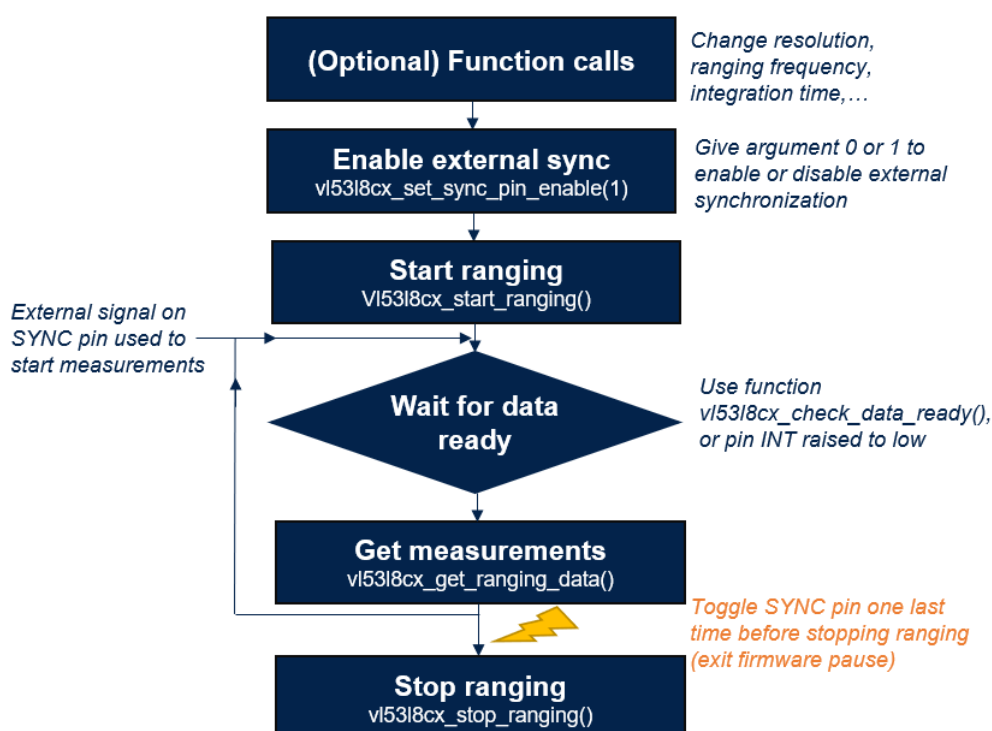 (Optional) Function calls
Change resolution,
ranging frequency,
integration time,…
Enable external sync
vl53l8cx_set_sync_pin_enable(1)
Give argument 0 or 1 to
enable or disable external
synchronization
Start ranging
Vl53l8cx_start_ranging()
External signal on
SYNC pin used to
start measurements
Wait for data
ready
Use function
vl53l8cx_check_data_ready(),
or pin INT raised to low
Get measurements
vl53l8cx_get_ranging_data()
Toggle SYNC pin one last
time before stopping ranging
(exit firmware pause)
Stop ranging
vl53l8cx_stop_ranging()